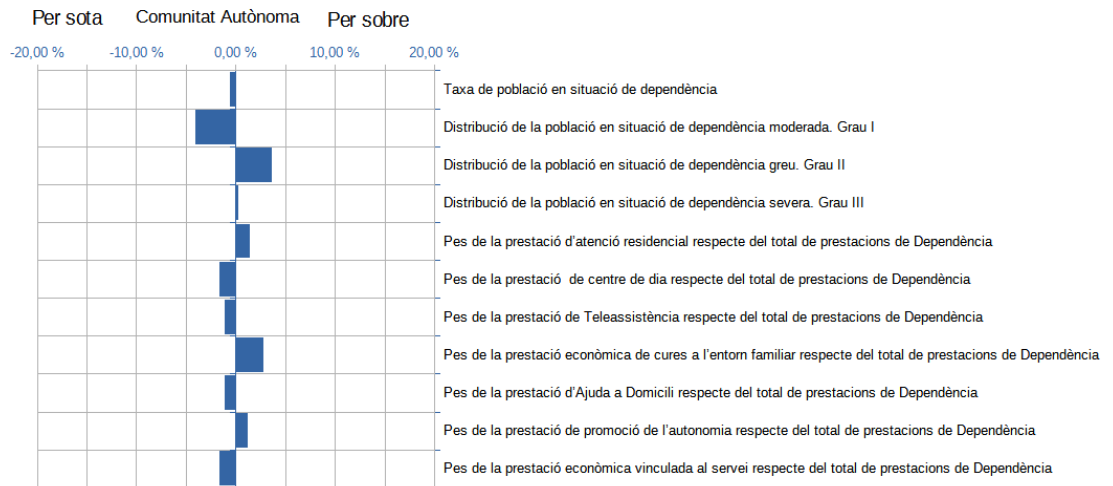 Per sota Comunitat Autònoma Per sobre
-20,00 % -10,00 % 0,00 % 10,00 % 20,00 %
Taxa de població en situació de dependència
Distribució de la població en situació de dependència moderada. Grau I
Distribució de la població en situació de dependència greu. Grau II
Distribució de la població en situació de dependència severa. Grau III
Pes de la prestació d’atenció residencial respecte del total de prestacions de Dependència
Pes de la prestació  de centre de dia respecte del total de prestacions de Dependència
Pes de la prestació de Teleassistència respecte del total de prestacions de Dependència
Pes de la prestació econòmica de cures a l’entorn familiar respecte del total de prestacions de Dependència
Pes de la prestació d’Ajuda a Domicili respecte del total de prestacions de Dependència
Pes de la prestació de promoció de l’autonomia respecte del total de prestacions de Dependència
Pes de la prestació econòmica vinculada al servei respecte del total de prestacions de Dependència